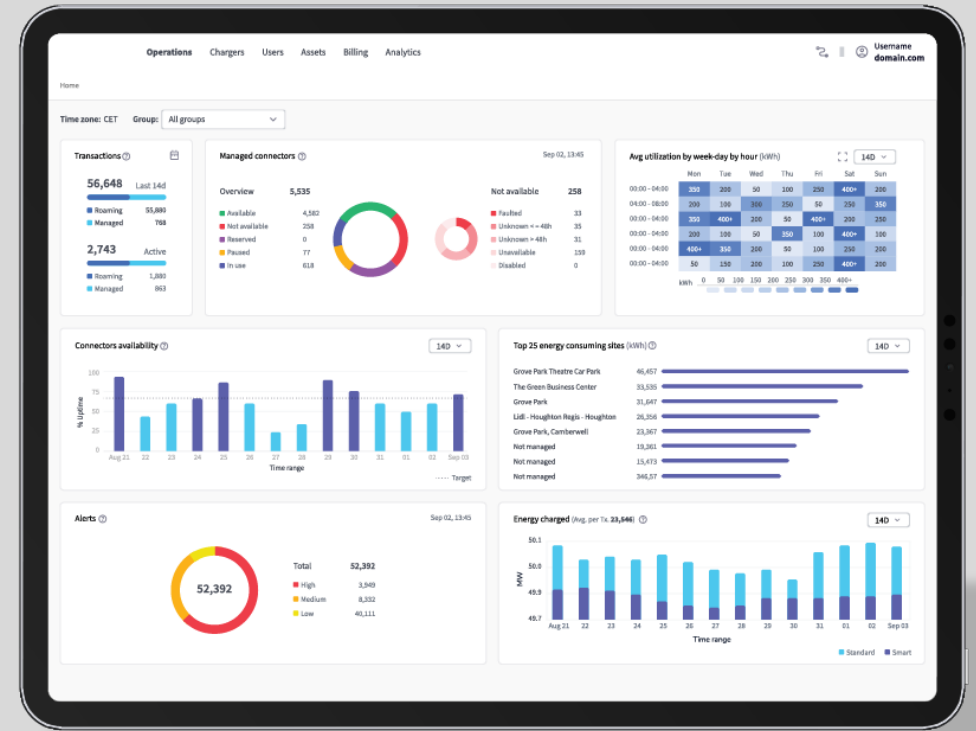 Operations Chargers Users Assets Billing Analytics
Username
domain.com
Home
Time zone: CET Group: All groups
Transactions
56,648 Last 14d
Roaming 55,880
Managed 768
2,743 Active
Roaming 1,880
Managed 863
Managed connectors Sep 02, 13:45
Overview 5,535
Available 4,582
Not available 258
Reserved 0
Paused 77
In use 618
Not available 258
Faulted 33
Unknown <= 48h 35
Unknown > 48h 31
Unavailable 159
Disabled 0
Avg utilization by week-day by hour (kWh) 14D
Mon Tue Wed Thu Fri Sat Sun
00:00 - 04:00 350 200 50 100 250 400+ 200
04:00 - 08:00 200 100 300 250 50 250 350
00:00 - 04:00 350 400+ 200 50 400+ 200 250
00:00 - 04:00 200 100 50 350 100 400+ 100
00:00 - 04:00 400+ 350 200 50 200 200 200
00:00 - 04:00 50 150 200 100 250 400+ 200
kWh 0 50 100 150 200 250 300 350 400+
Connectors availability 14D
% Uptime
100
75
50
25
0
Aug 21 22 23 24 25 26 27 28 29 30 31 01 02 Sep 03
Time range
Target
Top 25 energy consuming sites (kWh) 14D
Grove Park Theatre Car Park 46,457
The Green Business Center 33,535
Grove Park 31,647
Lidl - Houghton Regis - Houghton 26,356
Grove Park, Camberwell 23,367
Not managed 19,361
Not managed 15,473
Not managed 346,57
Alerts Sep 02, 13:45
52,392
Total 52,392
High 3,949
Medium 8,332
Low 40,111
Energy charged (Avg. per Tx. 23,546) 14D
MW
50.1
50.0
49.9
49.7
Aug 21 22 23 24 25 26 27 28 29 30 31 01 02 Sep 03
Time range
Standard Smart